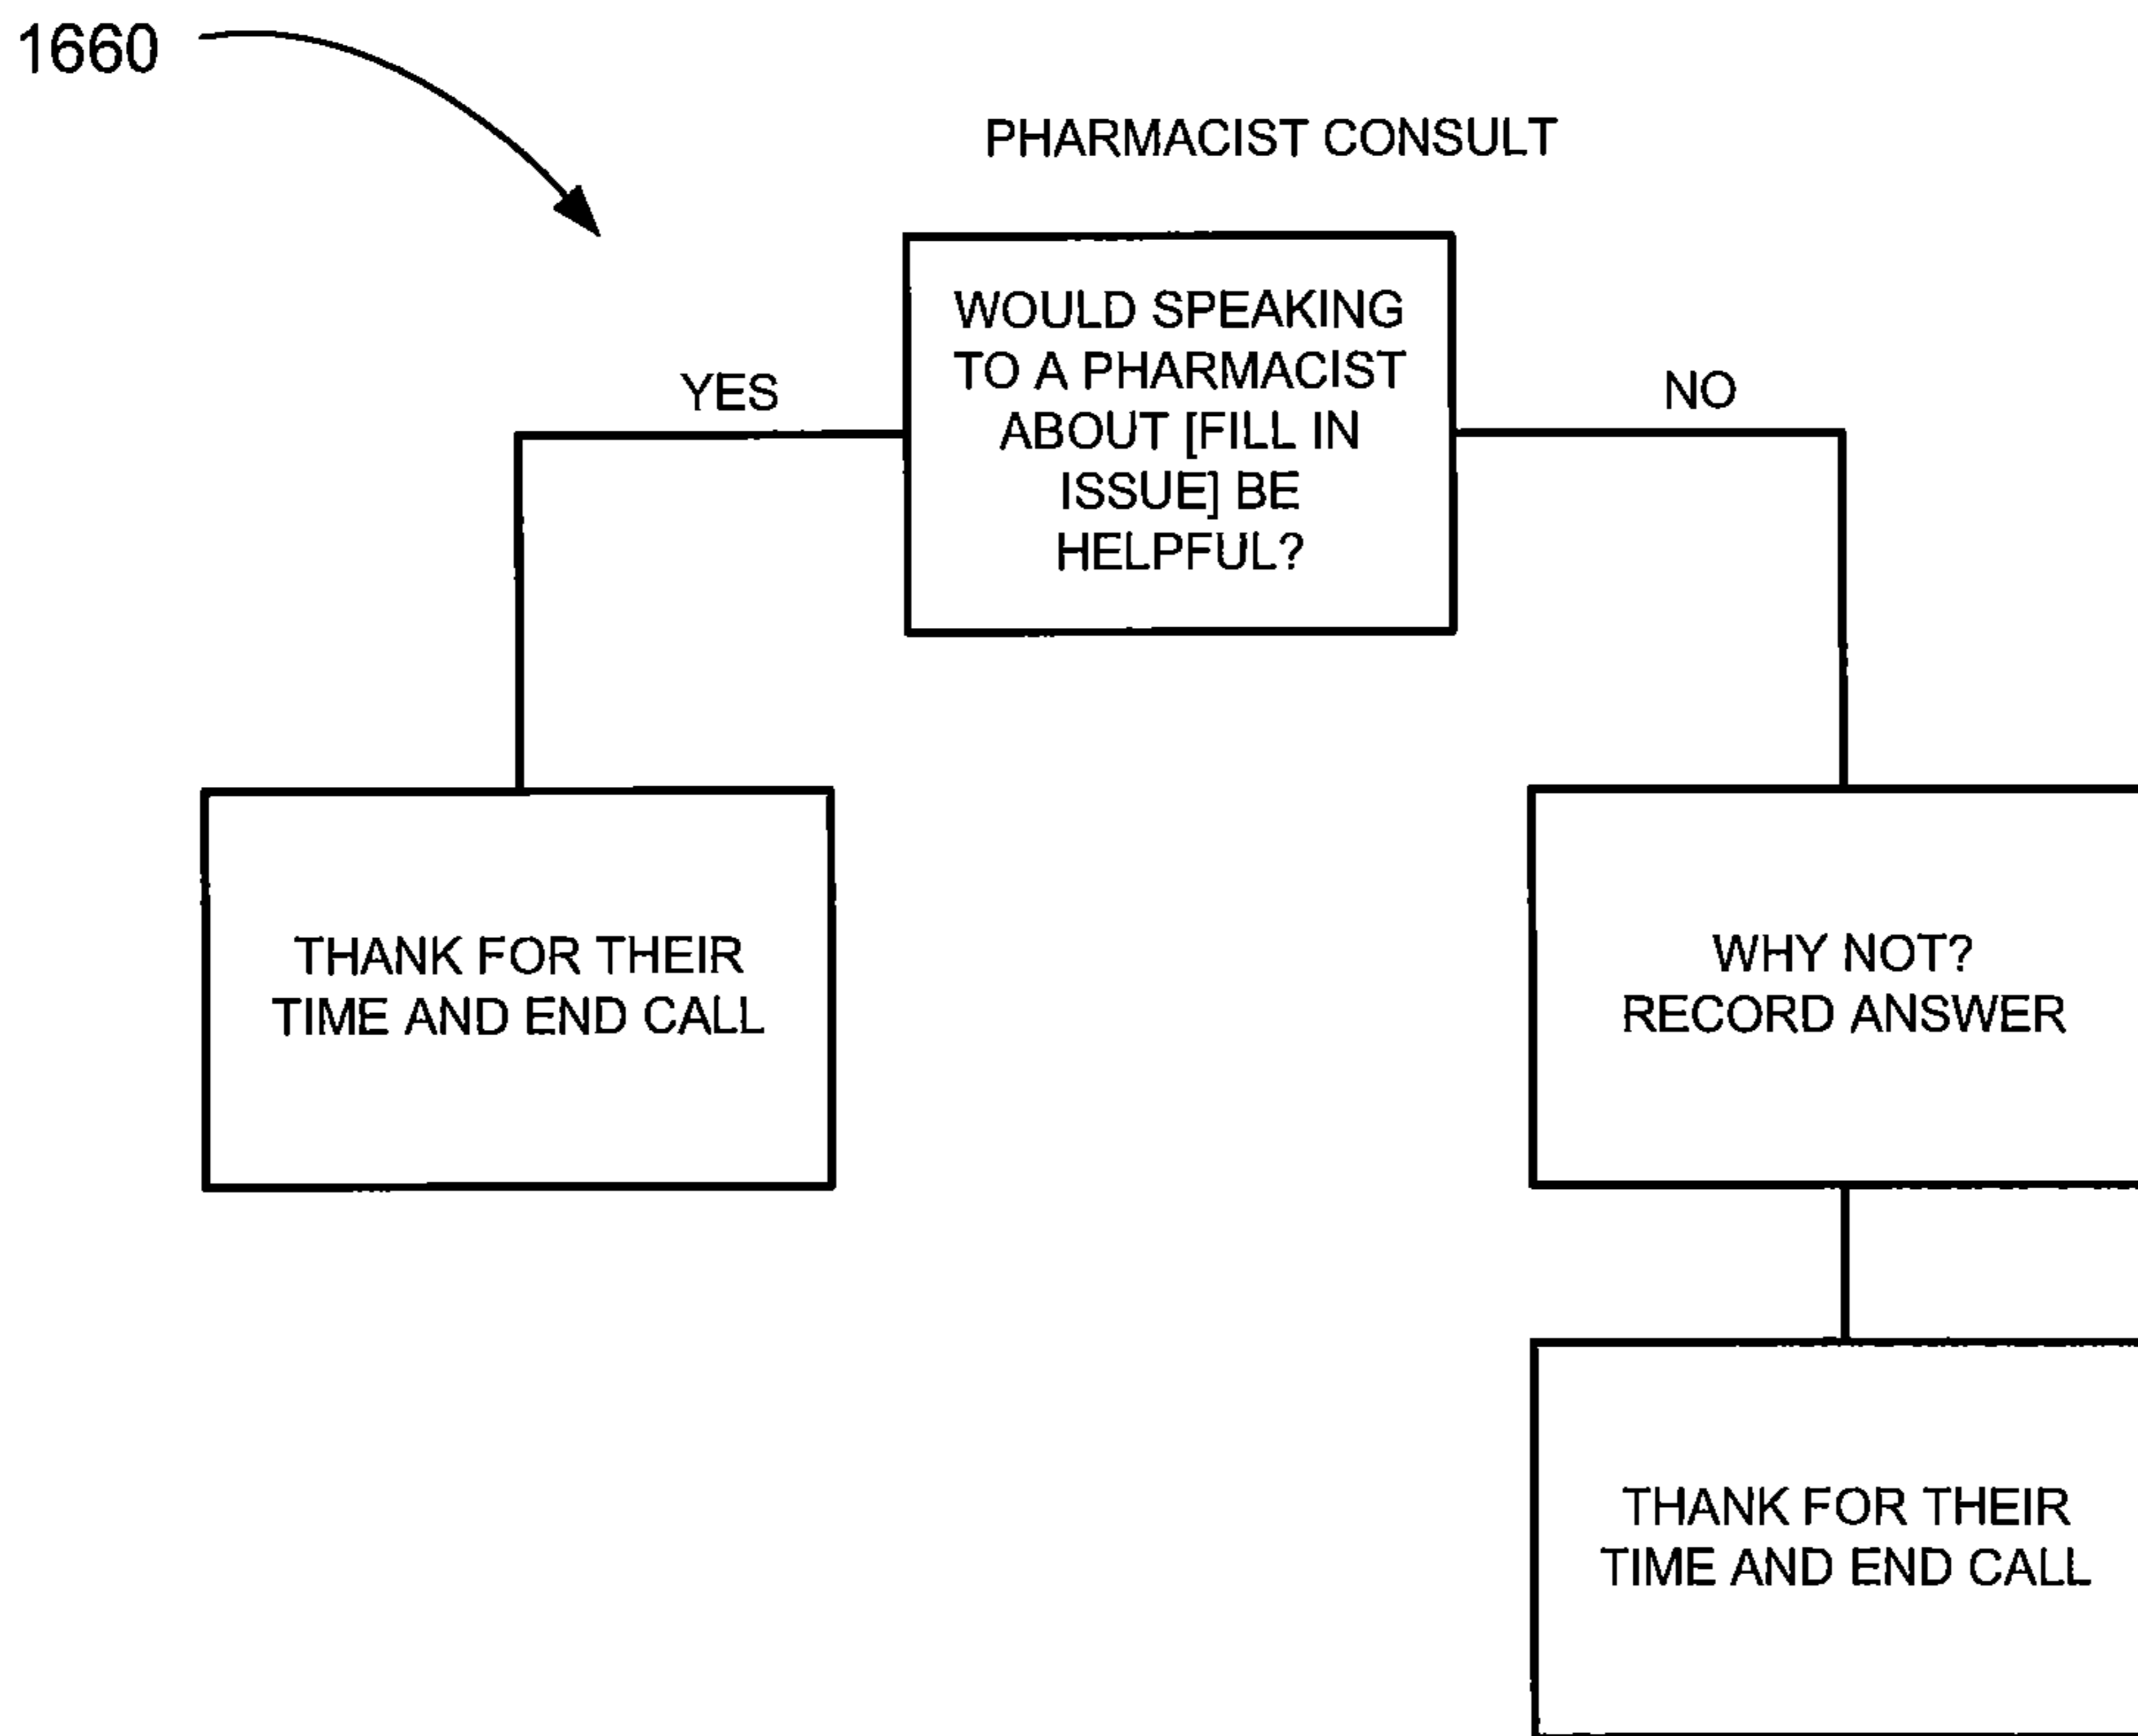 1660
PHARMACIST CONSULT
WOULD SPEAKING
TO A PHARMACIST
ABOUT [FILL IN
ISSUE] BE
HELPFUL?
YES
NO
THANK FOR THEIR
TIME AND END CALL
WHY NOT?
RECORD ANSWER
THANK FOR THEIR
TIME AND END CALL